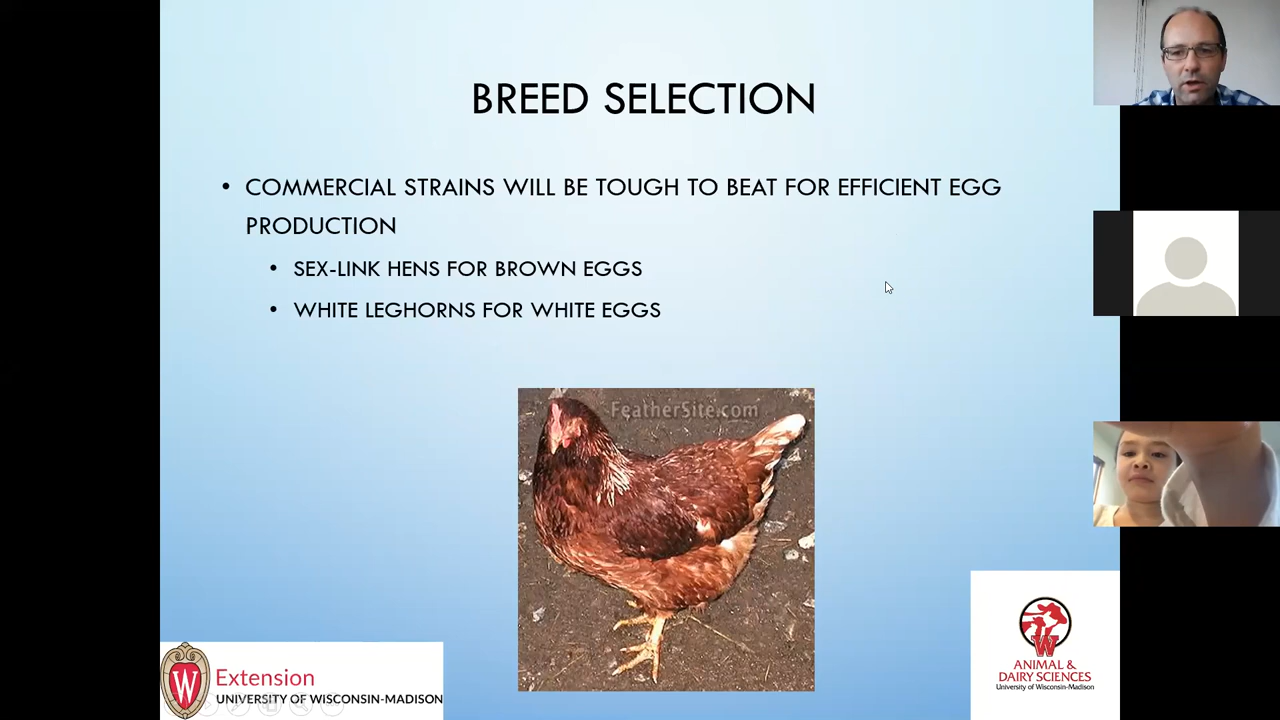 BREED SELECTION
• COMMERCIAL STRAINS WILL BE TOUGH TO BEAT FOR EFFICIENT EGG
PRODUCTION
• SEX-LINK HENS FOR BROWN EGGS
• WHITE LEGHORNS FOR WHITE EGGS
FeatherSite.com
W
Extension
UNIVERSITY OF WISCONSIN-MADISON
W
ANIMAL &
DAIRY SCIENCES
University of Wisconsin-Madison